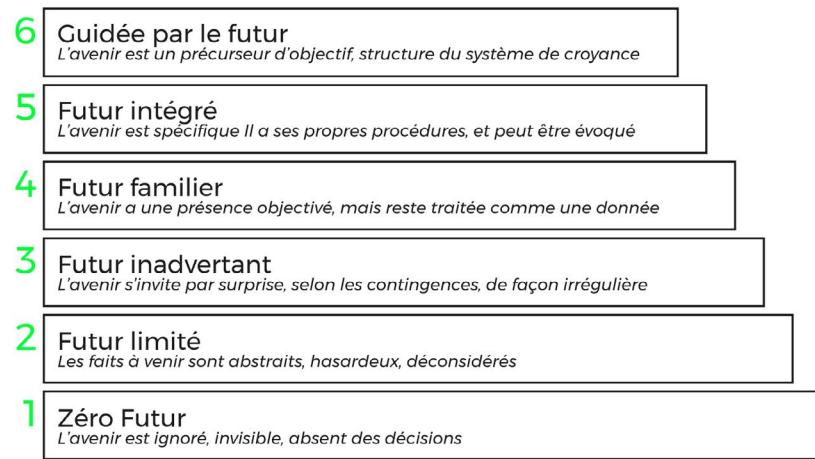 6
Guidée par le futur
L'avenir est un précurseur d'objectif, structure du système de croyance
5
Futur intégré
L'avenir est spécifique Il a ses propres procédures, et peut être évoqué
4
Futur familier
L'avenir a une présence objectivé, mais reste traitée comme une donnée
3
Futur inadvertant
L'avenir s'invite par surprise, selon les contingences, de façon irrégulière
2
Futur limité
Les faits à venir sont abstraits, hasardeux, déconsidérés
1
Zéro Futur
L'avenir est ignoré, invisible, absent des décisions